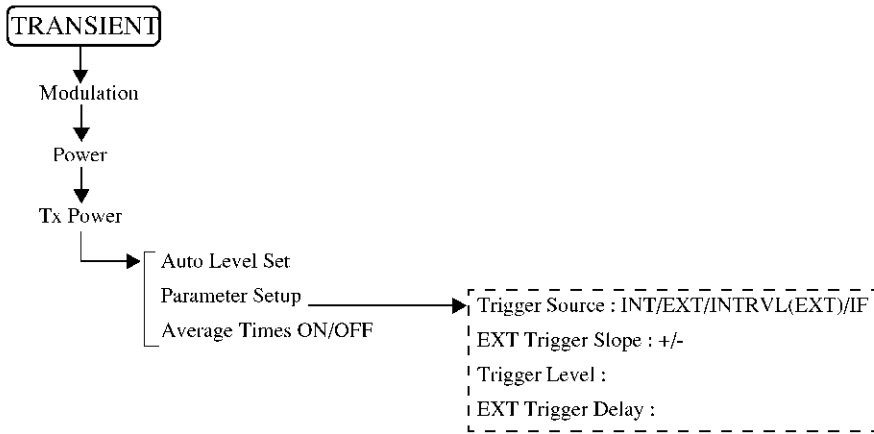 TRANSIENT
Modulation
Power
Tx Power
Auto Level Set
Parameter Setup
Average Times ON/OFF
Trigger Source : INT/EXT/INTRVL(EXT)/IF
EXT Trigger Slope : +/-
Trigger Level :
EXT Trigger Delay :